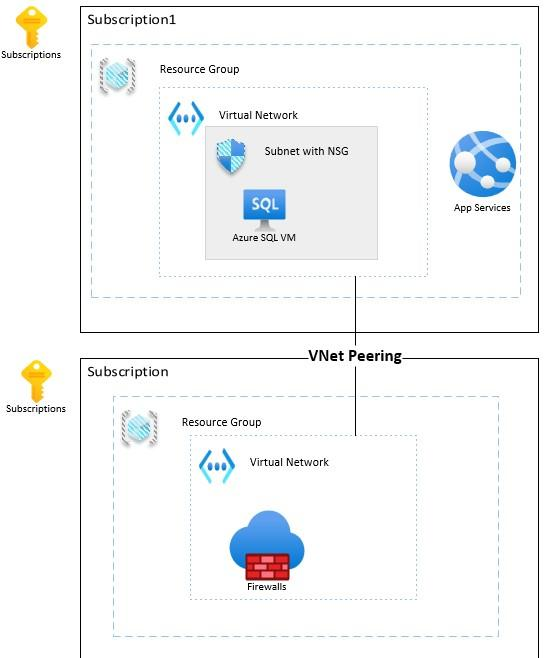 Subscription1
Subscriptions
Resource Group
Virtual Network
Subnet with NSG
SQL
Azure SQL VM
App Services
VNet Peering
Subscription
Subscriptions
Resource Group
Virtual Network
Firewalls